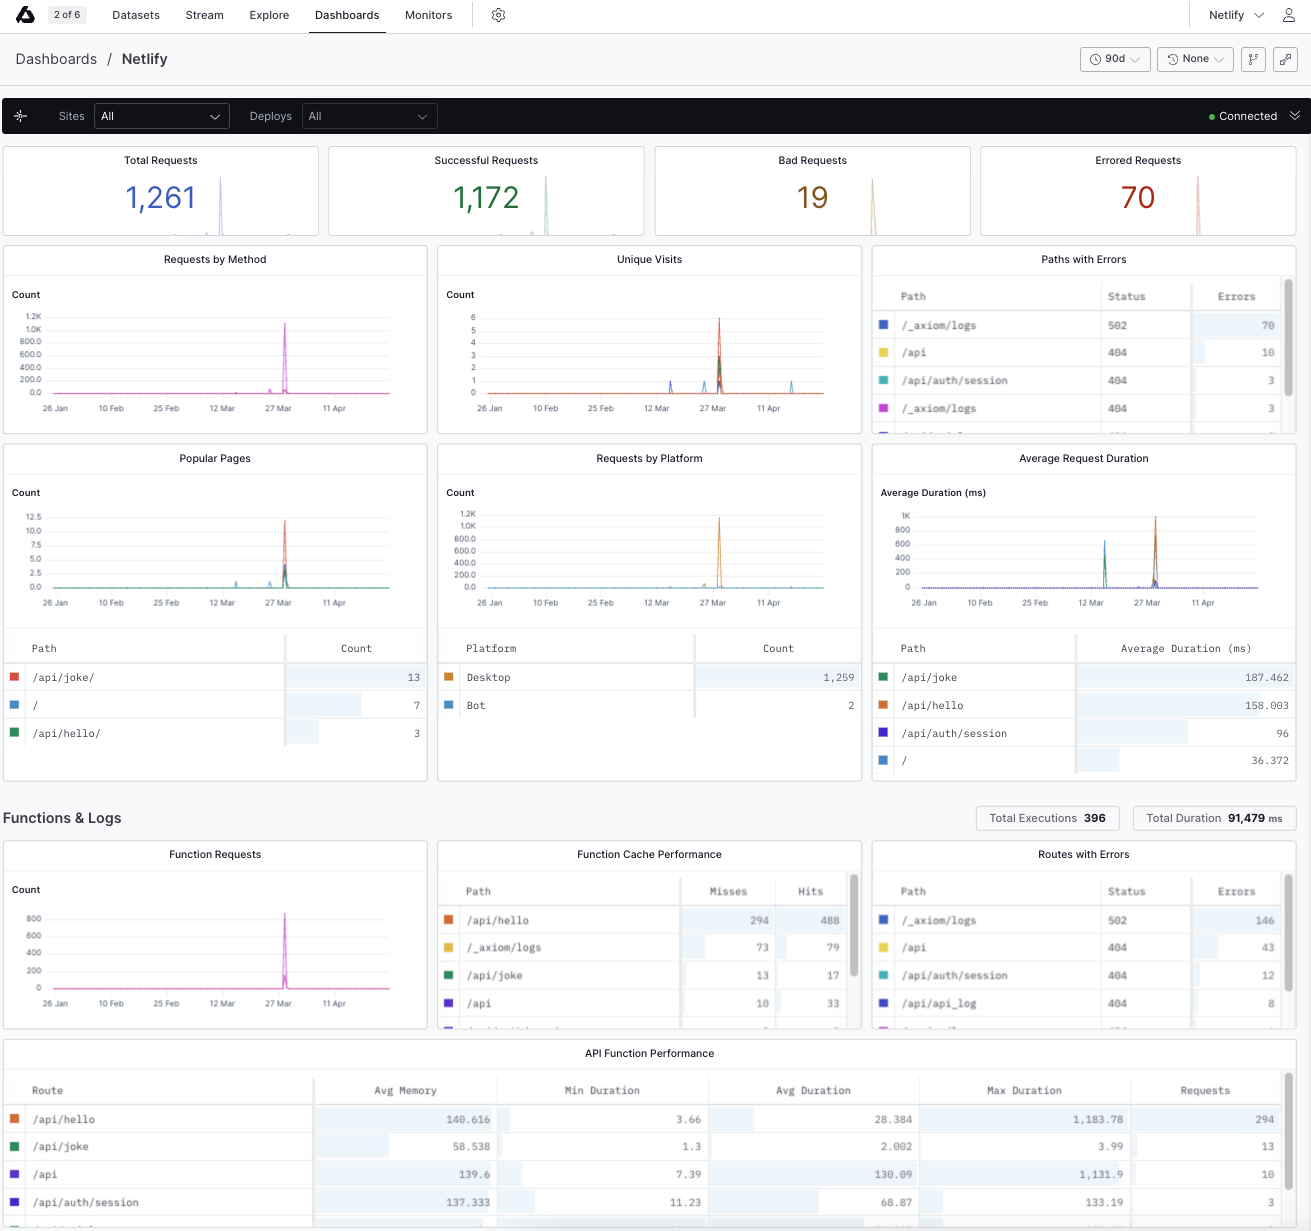 2 of 6 Datasets Stream Explore Dashboards Monitors Netlify
Dashboards / Netlify 90d None
Sites All Deploys All Connected
Total Requests
1,261
Successful Requests
1,172
Bad Requests
19
Errored Requests
70
Requests by Method
Count
1.2K
1.0K
800.0
600.0
400.0
200.0
0.0
26 Jan 10 Feb 25 Feb 12 Mar 27 Mar 11 Apr
Unique Visits
Count
6
5
4
3
2
1
0
26 Jan 10 Feb 25 Feb 12 Mar 27 Mar 11 Apr
Paths with Errors
Path Status Errors
/_axiom/logs 502 70
/api 404 10
/api/auth/session 404 3
/_axiom/logs 404 3
Popular Pages
Count
12.5
10.0
7.5
5.0
2.5
0.0
26 Jan 10 Feb 25 Feb 12 Mar 27 Mar 11 Apr
Path Count
/api/joke/ 13
/ 7
/api/hello/ 3
Requests by Platform
Count
1.2K
1.0K
800.0
600.0
400.0
200.0
0.0
26 Jan 10 Feb 25 Feb 12 Mar 27 Mar 11 Apr
Platform Count
Desktop 1,259
Bot 2
Average Request Duration
Average Duration (ms)
1K
800
600
400
200
0
26 Jan 10 Feb 25 Feb 12 Mar 27 Mar 11 Apr
Path Average Duration (ms)
/api/joke 187.462
/api/hello 158.003
/api/auth/session 96
/ 36.372
Functions & Logs Total Executions 396 Total Duration 91,479 ms
Function Requests
Count
800
600
400
200
0
26 Jan 10 Feb 25 Feb 12 Mar 27 Mar 11 Apr
Function Cache Performance
Path Misses Hits
/api/hello 294 488
/_axiom/logs 73 79
/api/joke 13 17
/api 10 33
Routes with Errors
Path Status Errors
/_axiom/logs 502 146
/api 404 43
/api/auth/session 404 12
/api/api_log 404 8
API Function Performance
Route Avg Memory Min Duration Avg Duration Max Duration Requests
/api/hello 140.616 3.66 28.384 1,183.78 294
/api/joke 58.538 1.3 2.002 3.99 13
/api 139.6 7.39 130.09 1,131.9 10
/api/auth/session 137.333 11.23 68.87 133.19 3